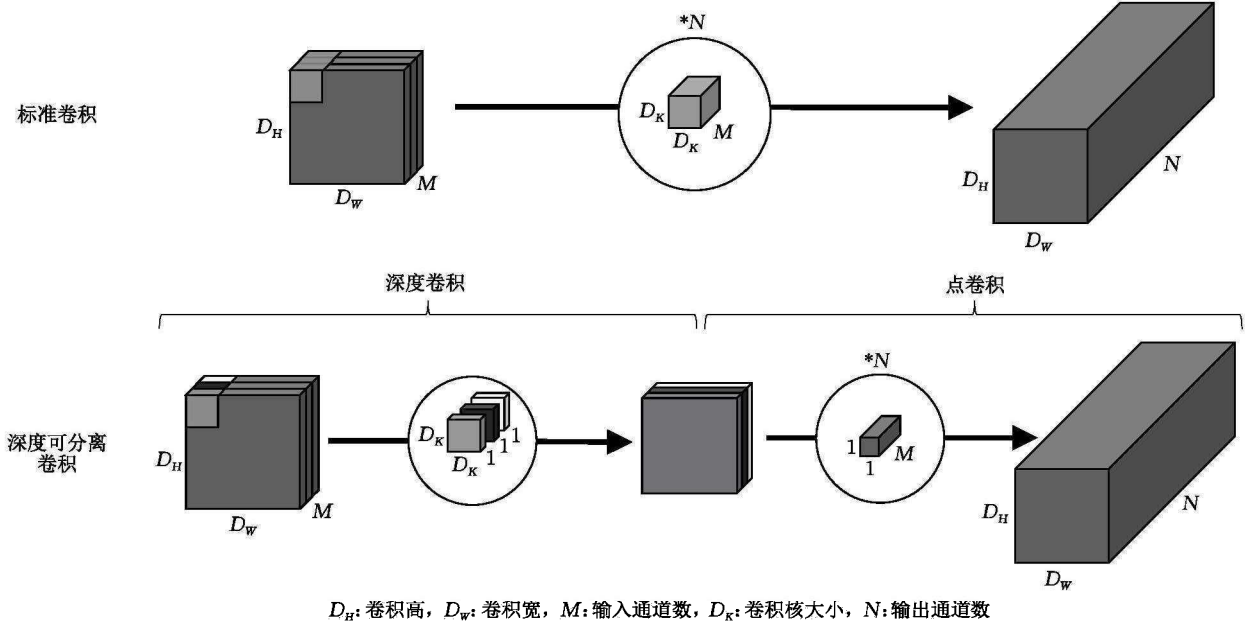 标准卷积
*N
D_H
D_W
M
D_K
D_K
M
D_H
D_W
N
深度卷积
点卷积
深度可分离
卷积
D_H
D_W
M
D_K
D_K
1
1
1
*N
1
1
M
D_H
D_W
N
D_H: 卷积高, D_W: 卷积宽, M: 输入通道数, D_K: 卷积核大小, N: 输出通道数